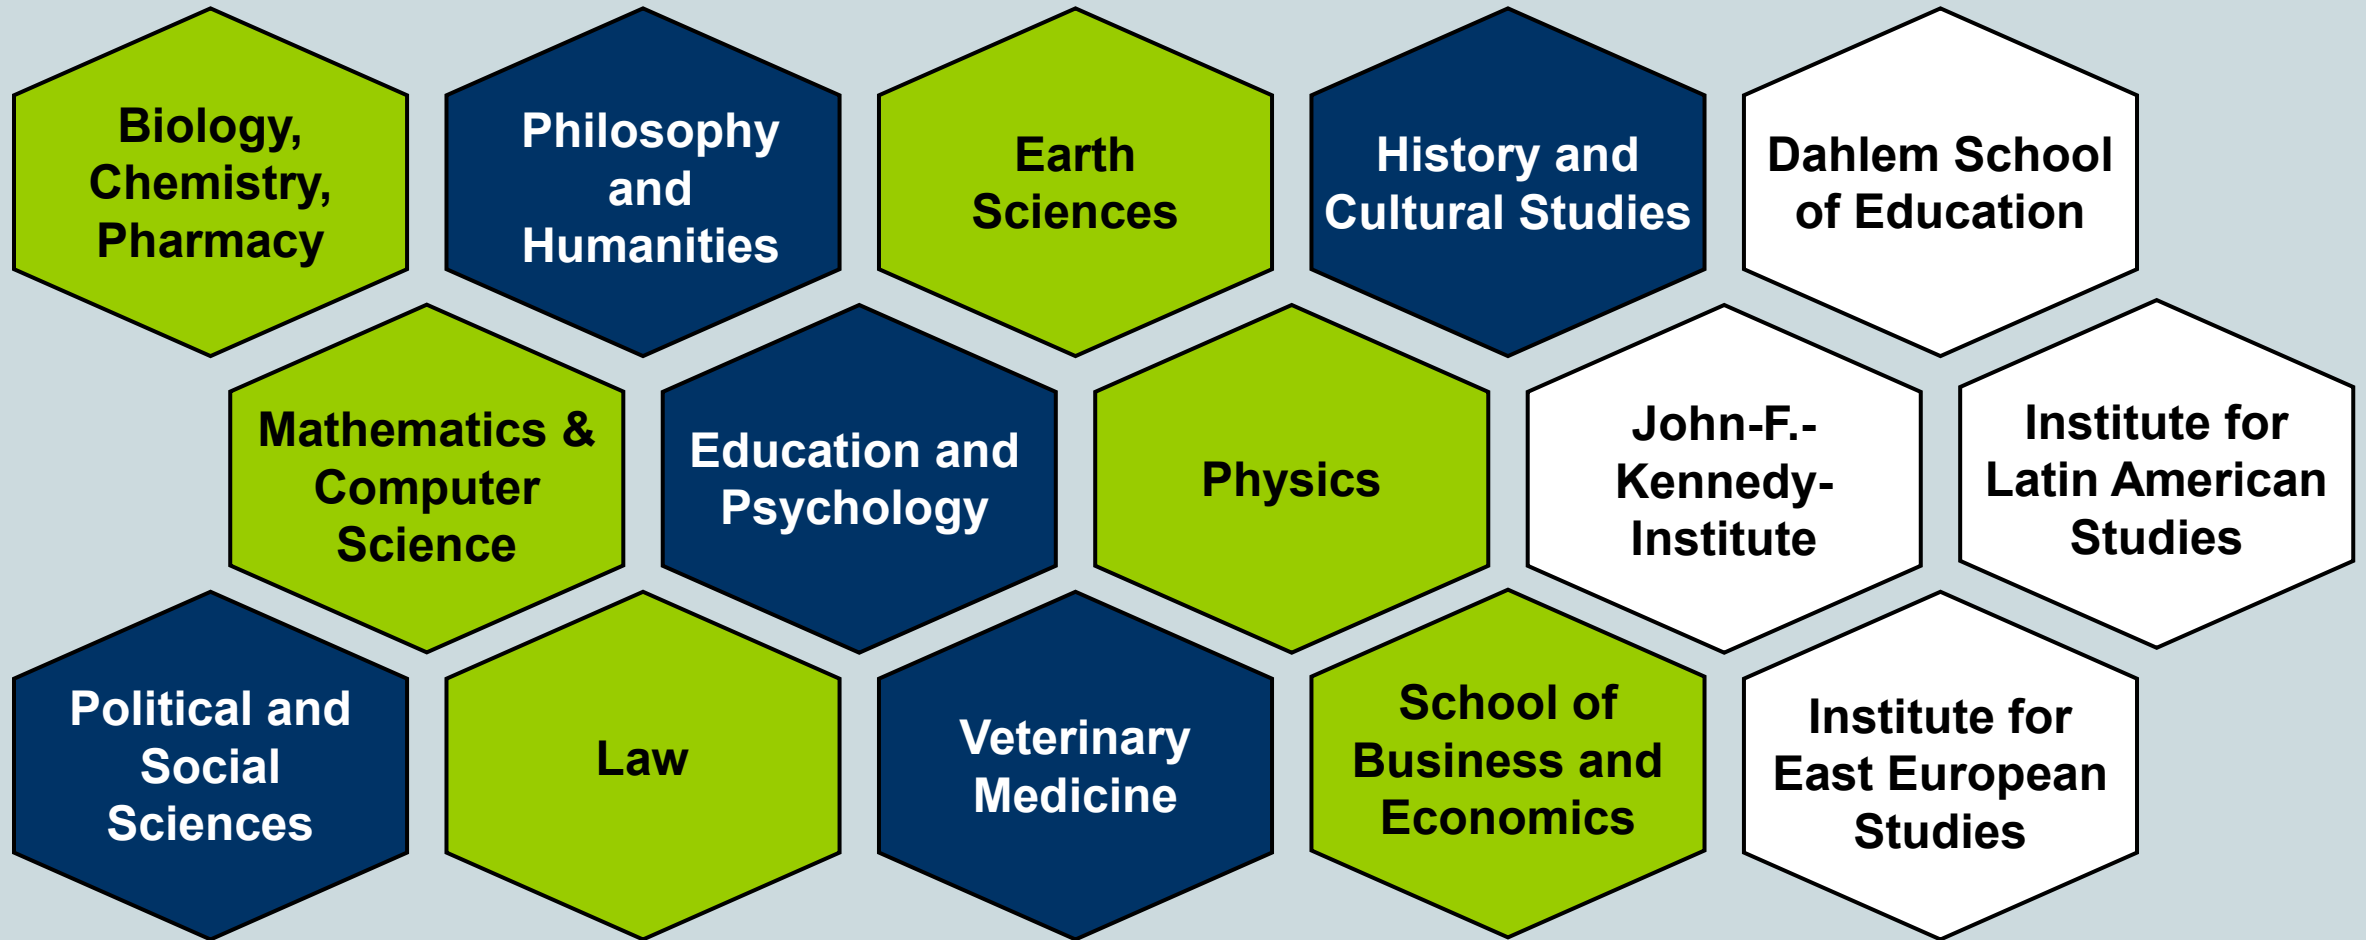 Biology,
Chemistry,
Pharmacy
Philosophy
and
Humanities
Earth
Sciences
History and
Cultural Studies
Dahlem School
of Education
Mathematics &
Computer
Science
Education and
Psychology
Physics
John-F.-
Kennedy-
Institute
Institute for
Latin American
Studies
Political and
Social
Sciences
Law
Veterinary
Medicine
School of
Business and
Economics
Institute for
East European
Studies